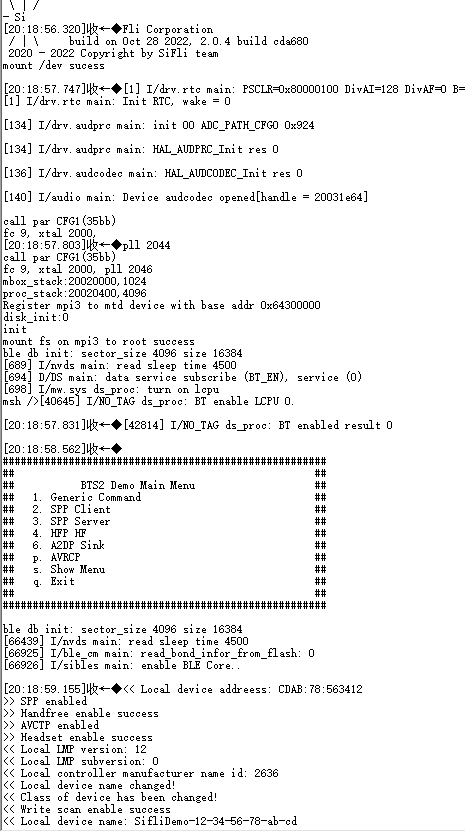 \ | /
- Si
[20:18:56.320]收←◆Fli Corporation
/ | \     build on Oct 28 2022, 2.0.4 build cda680
2020 - 2022 Copyright by SiFli team
mount /dev sucess
[20:18:57.747]收←◆[1] I/drv.rtc main: PSCLR=0x80000100 DivAI=128 DivAF=0 B=
[1] I/drv.rtc main: Init RTC, wake = 0
[134] I/drv.audprc main: init 00 ADC_PATH_CFG0 0x924
[134] I/drv.audprc main: HAL_AUDPRC_Init res 0
[136] I/drv.audcodec main: HAL_AUDCODEC_Init res 0
[140] I/audio main: Device audcodec opened[handle = 20031e64]
call par CFG1(35bb)
fc 9, xtal 2000,
[20:18:57.803]收←◆pll 2044
call par CFG1(35bb)
fc 9, xtal 2000, pll 2046
mbox_stack:20020000,1024
proc_stack:20020400,4096
Register mpi3 to mtd device with base addr 0x64300000
disk_init:0
init
mount fs on mpi3 to root success
ble db init: sector_size 4096 size 16384
[689] I/nvds main: read sleep time 4500
[694] D/DS main: data service subscribe (BT_EN), service (0)
[698] I/mw.sys ds_proc: turn on lcpu
msh />[40645] I/NO_TAG ds_proc: BT enable LCPU 0.
[20:18:57.831]收←◆[42814] I/NO_TAG ds_proc: BT enabled result 0
[20:18:58.562]收←◆
######################################################
##                                                  ##
##           BTS2 Demo Main Menu                    ##
##   1. Generic Command                             ##
##   2. SPP Client                                  ##
##   3. SPP Server                                  ##
##   4. HFP HF                                      ##
##   6. A2DP Sink                                   ##
##   p. AVRCP                                       ##
##   s. Show Menu                                   ##
##   q. Exit                                        ##
##                                                  ##
######################################################
ble db init: sector_size 4096 size 16384
[66439] I/nvds main: read sleep time 4500
[66925] I/ble_cm main: read_bond_infor_from_flash: 0
[66926] I/sibles main: enable BLE Core..
[20:18:59.155]收←◆<< Local device addreess: CDAB:78:563412
>> SPP enabled
>> Handfree enable success
>> AVCTP enabled
>> Headset enable success
<< Local LMP version: 12
<< Local LMP subversion: 0
<< Local controller manufacturer name id: 2636
<< Local device name changed!
<< Class of device has been changed!
<< Write scan enable success
<< Local device name: SifliDemo-12-34-56-78-ab-cd